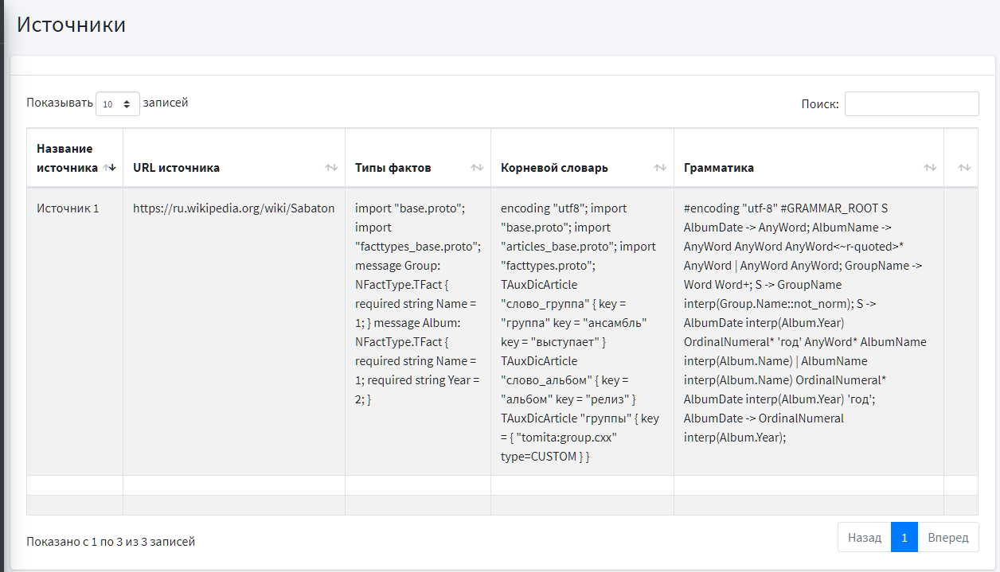 Источники
Показывать 10 записей
Поиск:
Название
источника
URL источника
Типы фактов
Корневой словарь
Грамматика
Источник 1
https://ru.wikipedia.org/wiki/Sabaton
import "base.proto";
import
"facttypes_base.proto";
message Group:
NFactType.TFact {
required string Name =
1; } message Album:
NFactType.TFact {
required string Name =
1; required string Year =
2; }
encoding "utf8"; import
"base.proto"; import
"articles_base.proto"; import
"facttypes.proto";
TAuxDicArticle
"слово_группа" { key =
"группа" key = "ансамбль"
key = "выступает" }
TAuxDicArticle
"слово_альбом" { key =
"альбом" key = "релиз" }
TAuxDicArticle "группы" { key
= { "tomita:group.cxx"
type=CUSTOM } }
#encoding "utf-8" #GRAMMAR_ROOT S
AlbumDate -> AnyWord; AlbumName ->
AnyWord AnyWord AnyWord<~r-quoted>*
AnyWord | AnyWord AnyWord; GroupName ->
Word Word+; S -> GroupName
interp(Group.Name::not_norm); S ->
AlbumDate interp(Album.Year)
OrdinalNumeral* 'год' AnyWord* AlbumName
interp(Album.Name) | AlbumName
interp(Album.Name) OrdinalNumeral*
AlbumDate interp(Album.Year) 'год';
AlbumDate -> OrdinalNumeral
interp(Album.Year);
Показано с 1 по 3 из 3 записей
Назад 1 Вперед